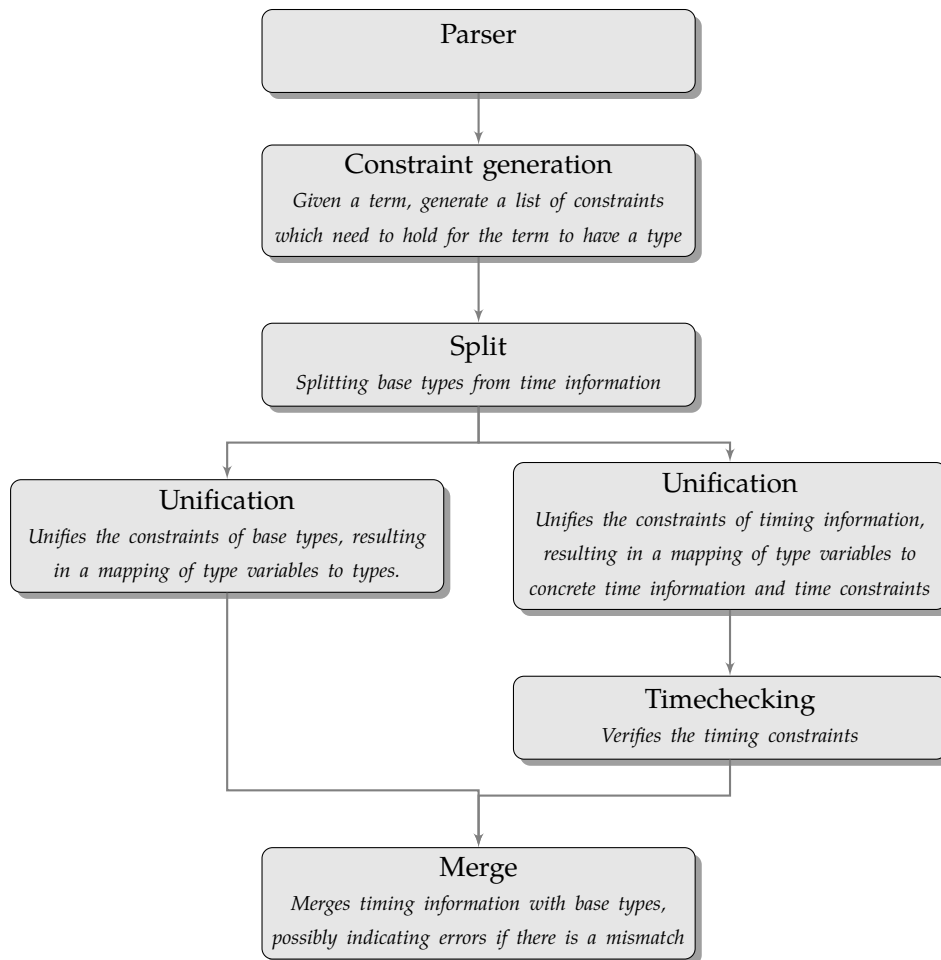 Parser
Constraint generation
Given a term, generate a list of constraints
which need to hold for the term to have a type
Split
Splitting base types from time information
Unification
Unifies the constraints of base types, resulting
in a mapping of type variables to types.
Unification
Unifies the constraints of timing information,
resulting in a mapping of type variables to
concrete time information and time constraints
Timechecking
Verifies the timing constraints
Merge
Merges timing information with base types,
possibly indicating errors if there is a mismatch